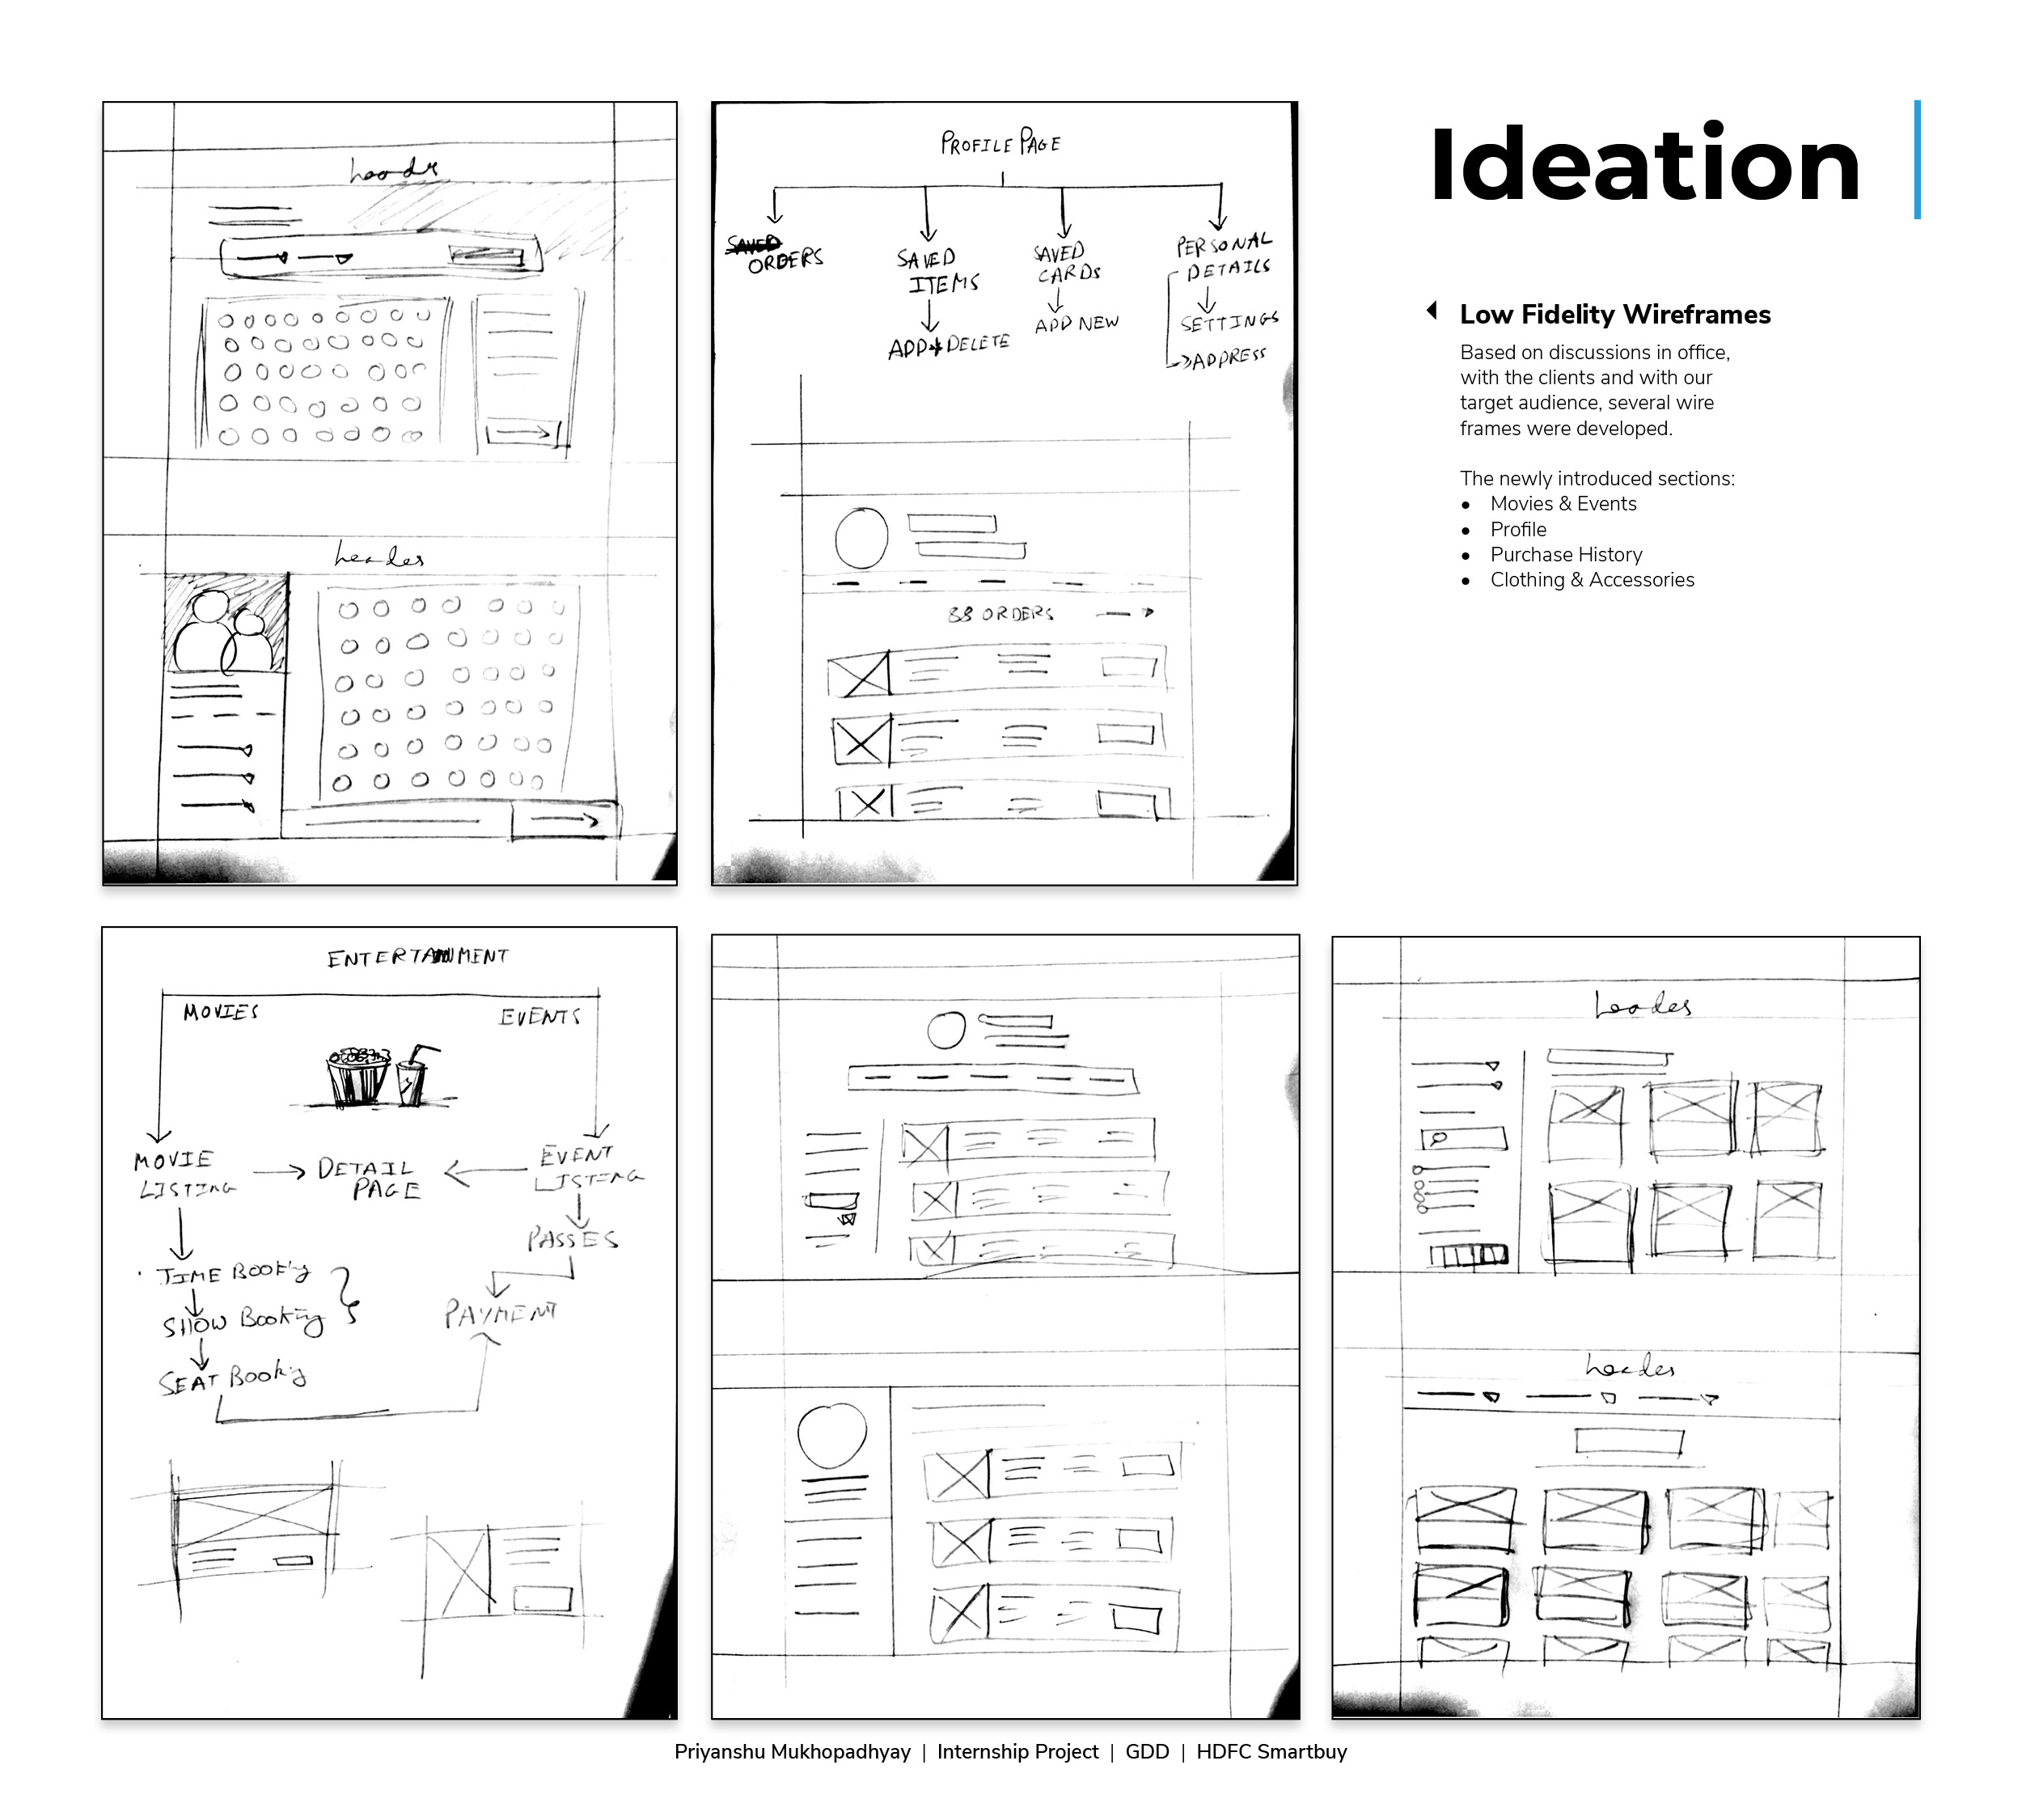 Ideation
Low Fidelity Wireframes
Based on discussions in office,
with the clients and with our
target audience, several wire
frames were developed.
The newly introduced sections:
• Movies & Events
• Profile
• Purchase History
• Clothing & Accessories
header
header
PROFILE PAGE
SAVED
ORDERS
SAVED
ITEMS
ADD + DELETE
SAVED
CARDS
ADD NEW
PERSONAL
DETAILS
SETTINGS
ADDRESS
88 ORDERS
ENTERTAINMENT
MOVIES
EVENTS
MOVIE
LISTING
DETAIL
PAGE
EVENT
LISTING
PASSES
PAYMENT
TIME Booking
SHOW Booking
SEAT Booking
header
header
Priyanshu Mukhopadhyay | Internship Project | GDD | HDFC Smartbuy